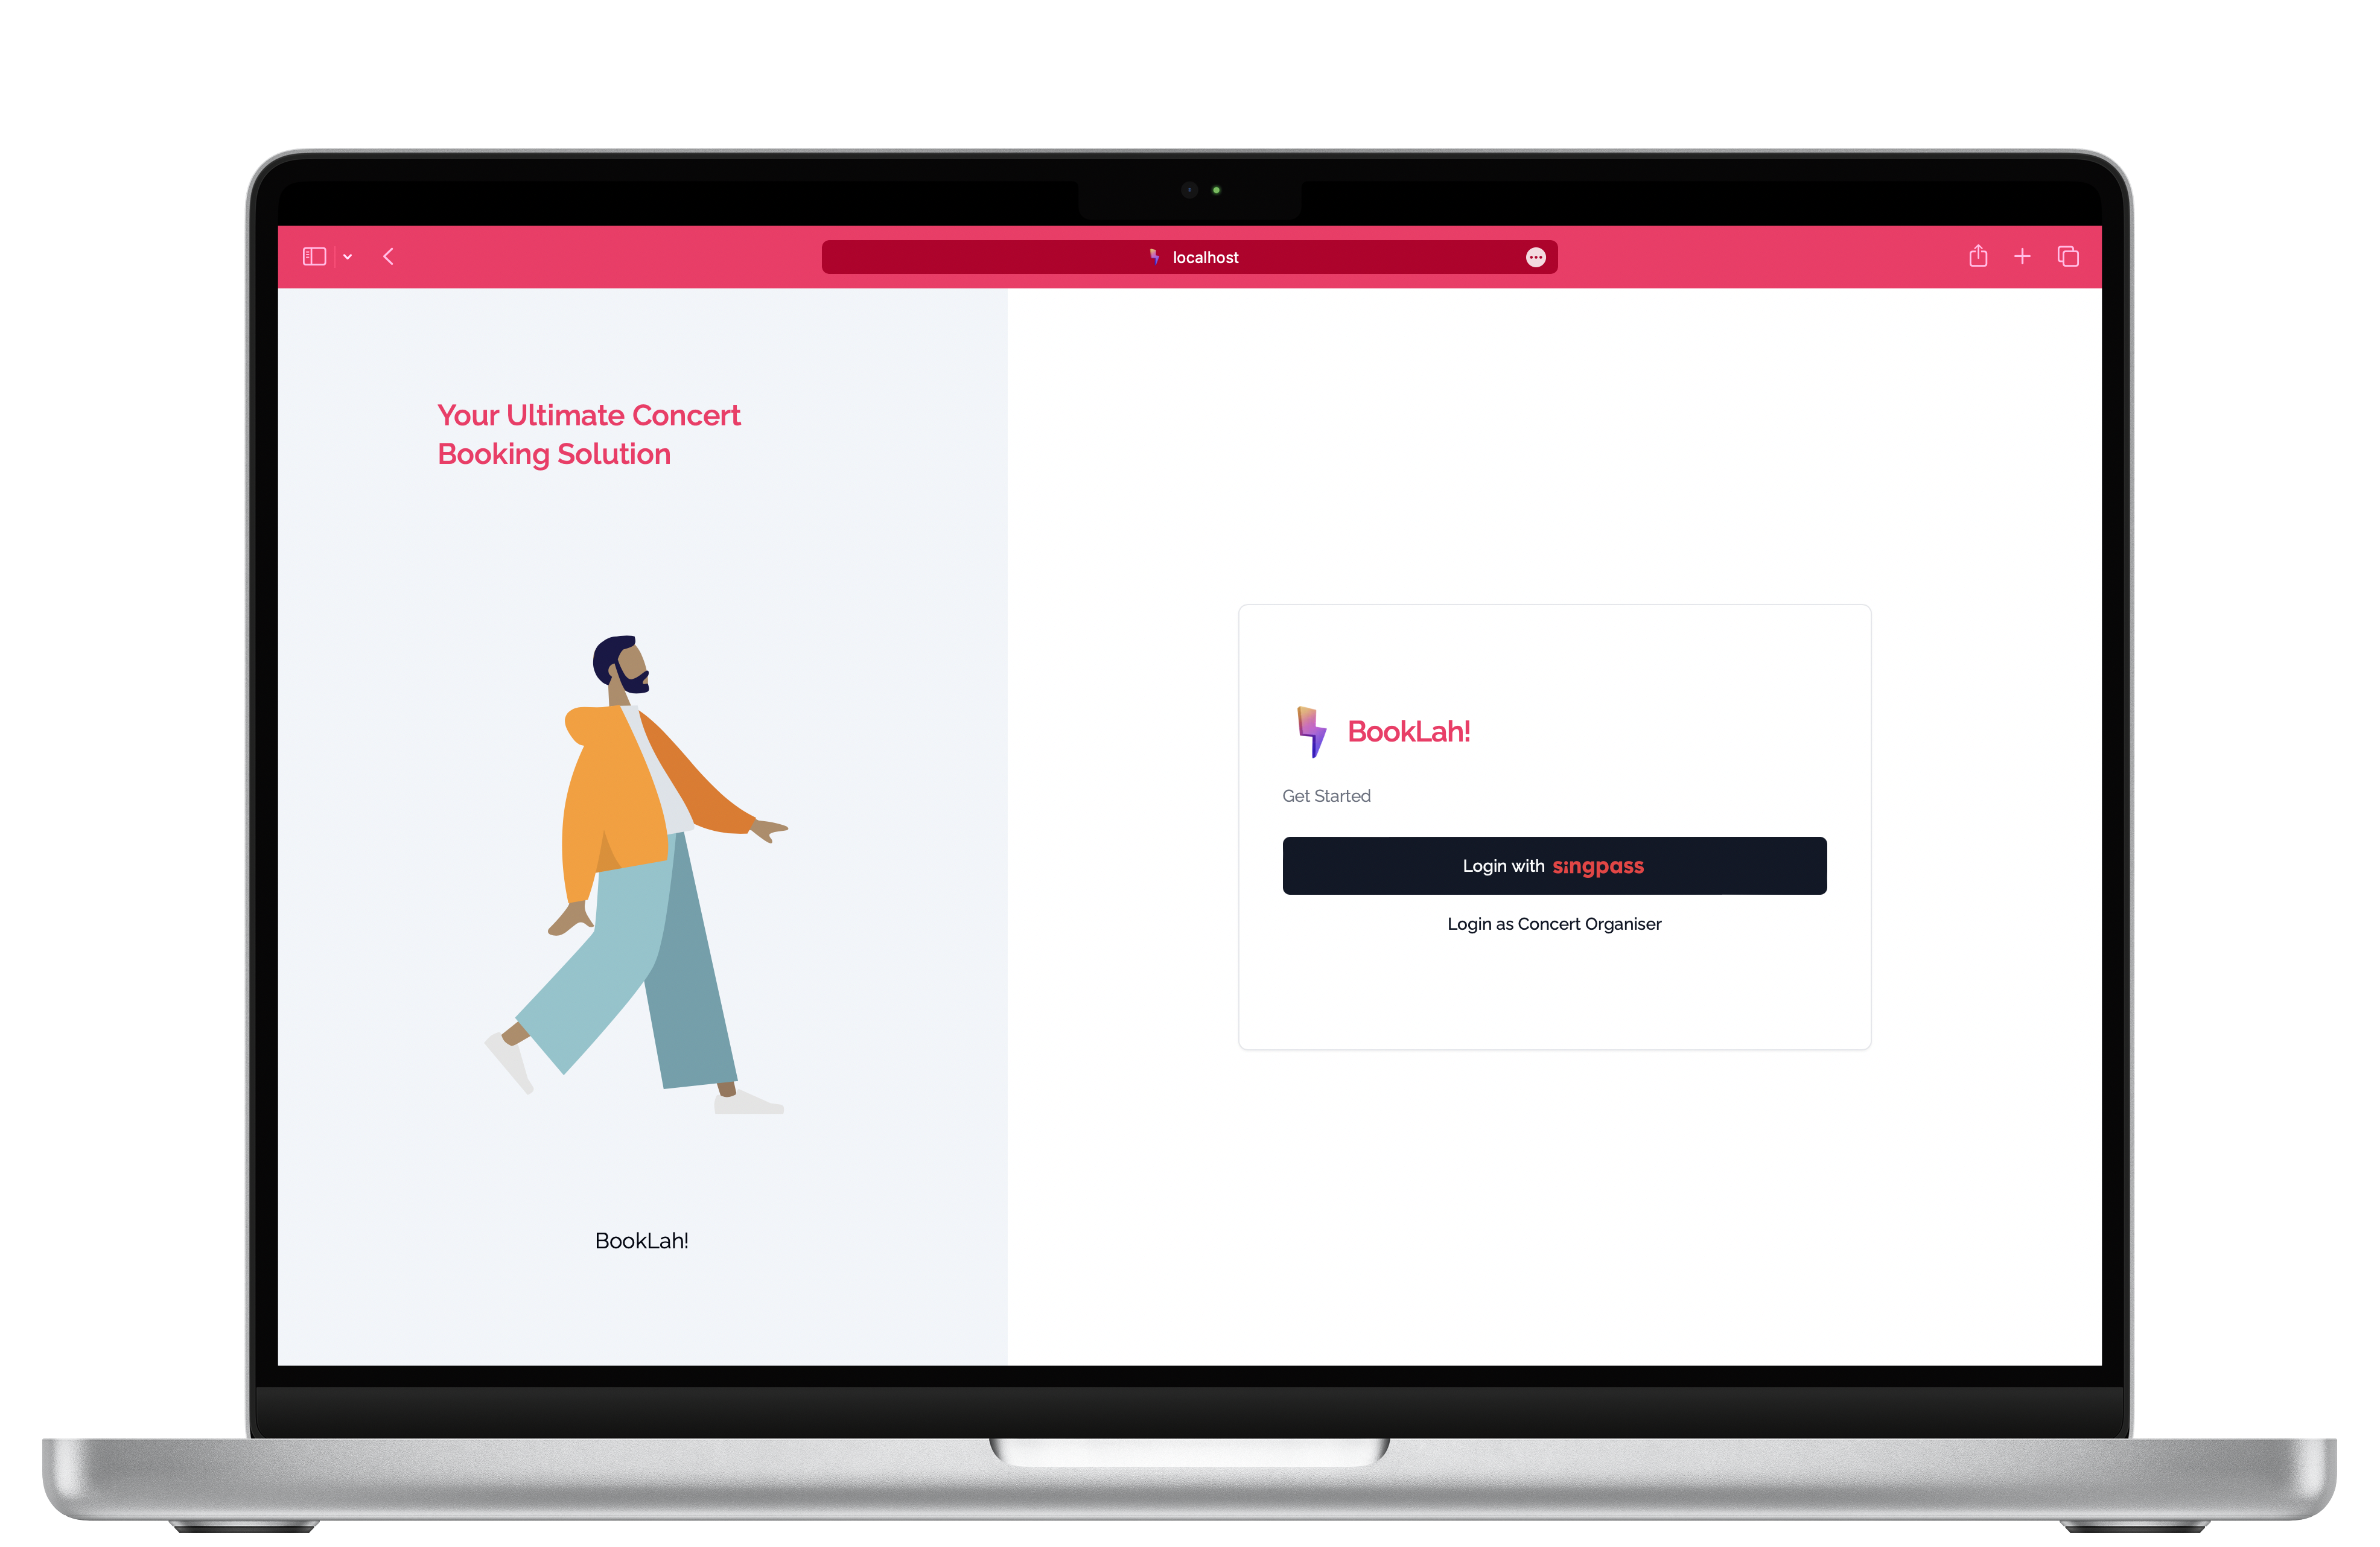 localhost
Your Ultimate Concert
Booking Solution
BookLah!
BookLah!
Get Started
Login with singpass
Login as Concert Organiser